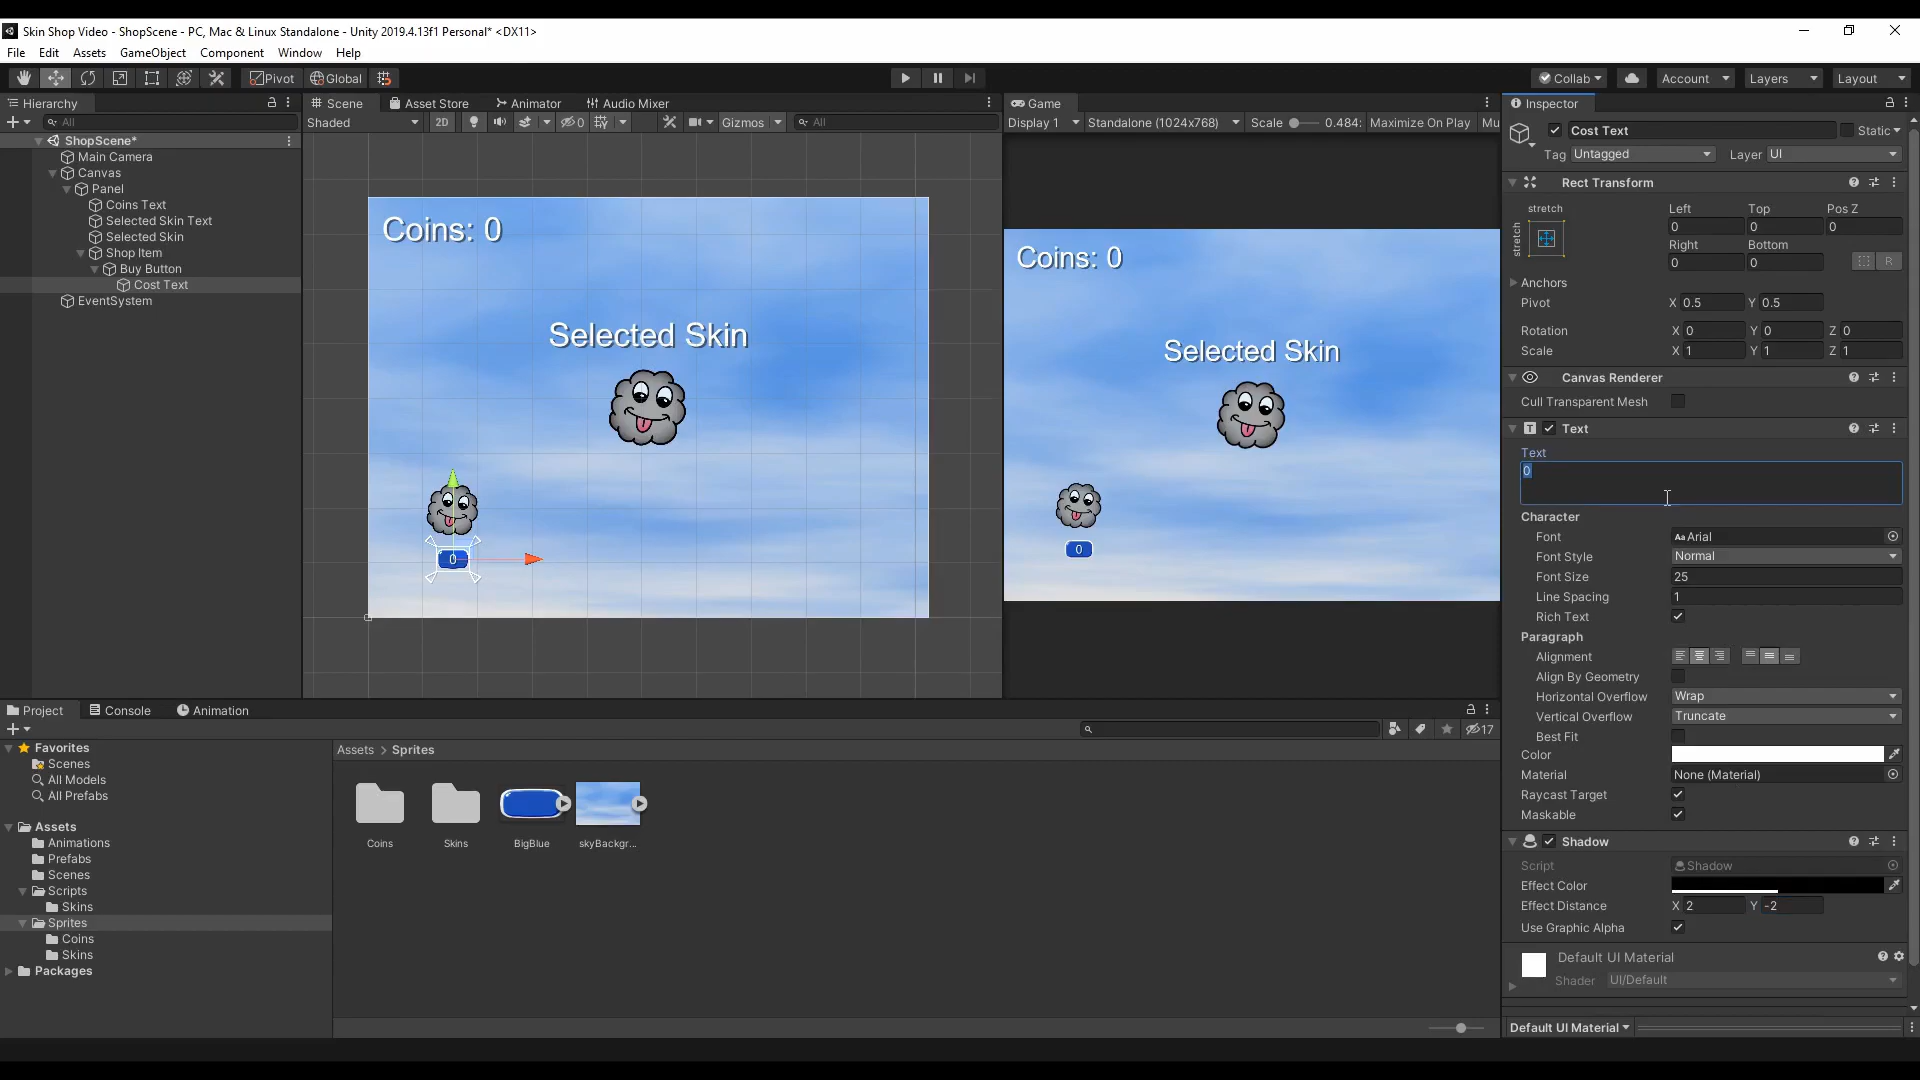 Skin Shop Video - ShopScene - PC, Mac & Linux Standalone - Unity 2019.4.13f1 Personal* <DX11>
File Edit Assets GameObject Component Window Help
Pivot Global Collab Account Layers Layout
Hierarchy
All
ShopScene*
Main Camera
Canvas
Panel
Coins Text
Selected Skin Text
Selected Skin
Shop Item
Buy Button
Cost Text
EventSystem
Scene Asset Store Animator Audio Mixer
Shaded 2D 0 Gizmos All
Coins: 0
Selected Skin
0
Game
Display 1 Standalone (1024x768) Scale 0.484: Maximize On Play Mu
Coins: 0
Selected Skin
0
Inspector
Cost Text Static
Tag Untagged Layer UI
Rect Transform
stretch Left Top Pos Z
stretch 0 0 0
Right Bottom
0 0 R
Anchors
Pivot X 0.5 Y 0.5
Rotation X 0 Y 0 Z 0
Scale X 1 Y 1 Z 1
Canvas Renderer
Cull Transparent Mesh
Text
Text
0
Character
Font Aa Arial
Font Style Normal
Font Size 25
Line Spacing 1
Rich Text
Paragraph
Alignment
Align By Geometry
Horizontal Overflow Wrap
Vertical Overflow Truncate
Best Fit
Color
Material None (Material)
Raycast Target
Maskable
Shadow
Script Shadow
Effect Color
Effect Distance X 2 Y -2
Use Graphic Alpha
Default UI Material
Shader UI/Default
Default UI Material
Project Console Animation
17
Favorites
Scenes
All Models
All Prefabs
Assets
Animations
Prefabs
Scenes
Scripts
Skins
Sprites
Coins
Skins
Packages
Assets > Sprites
Coins Skins BigBlue skyBackgr...